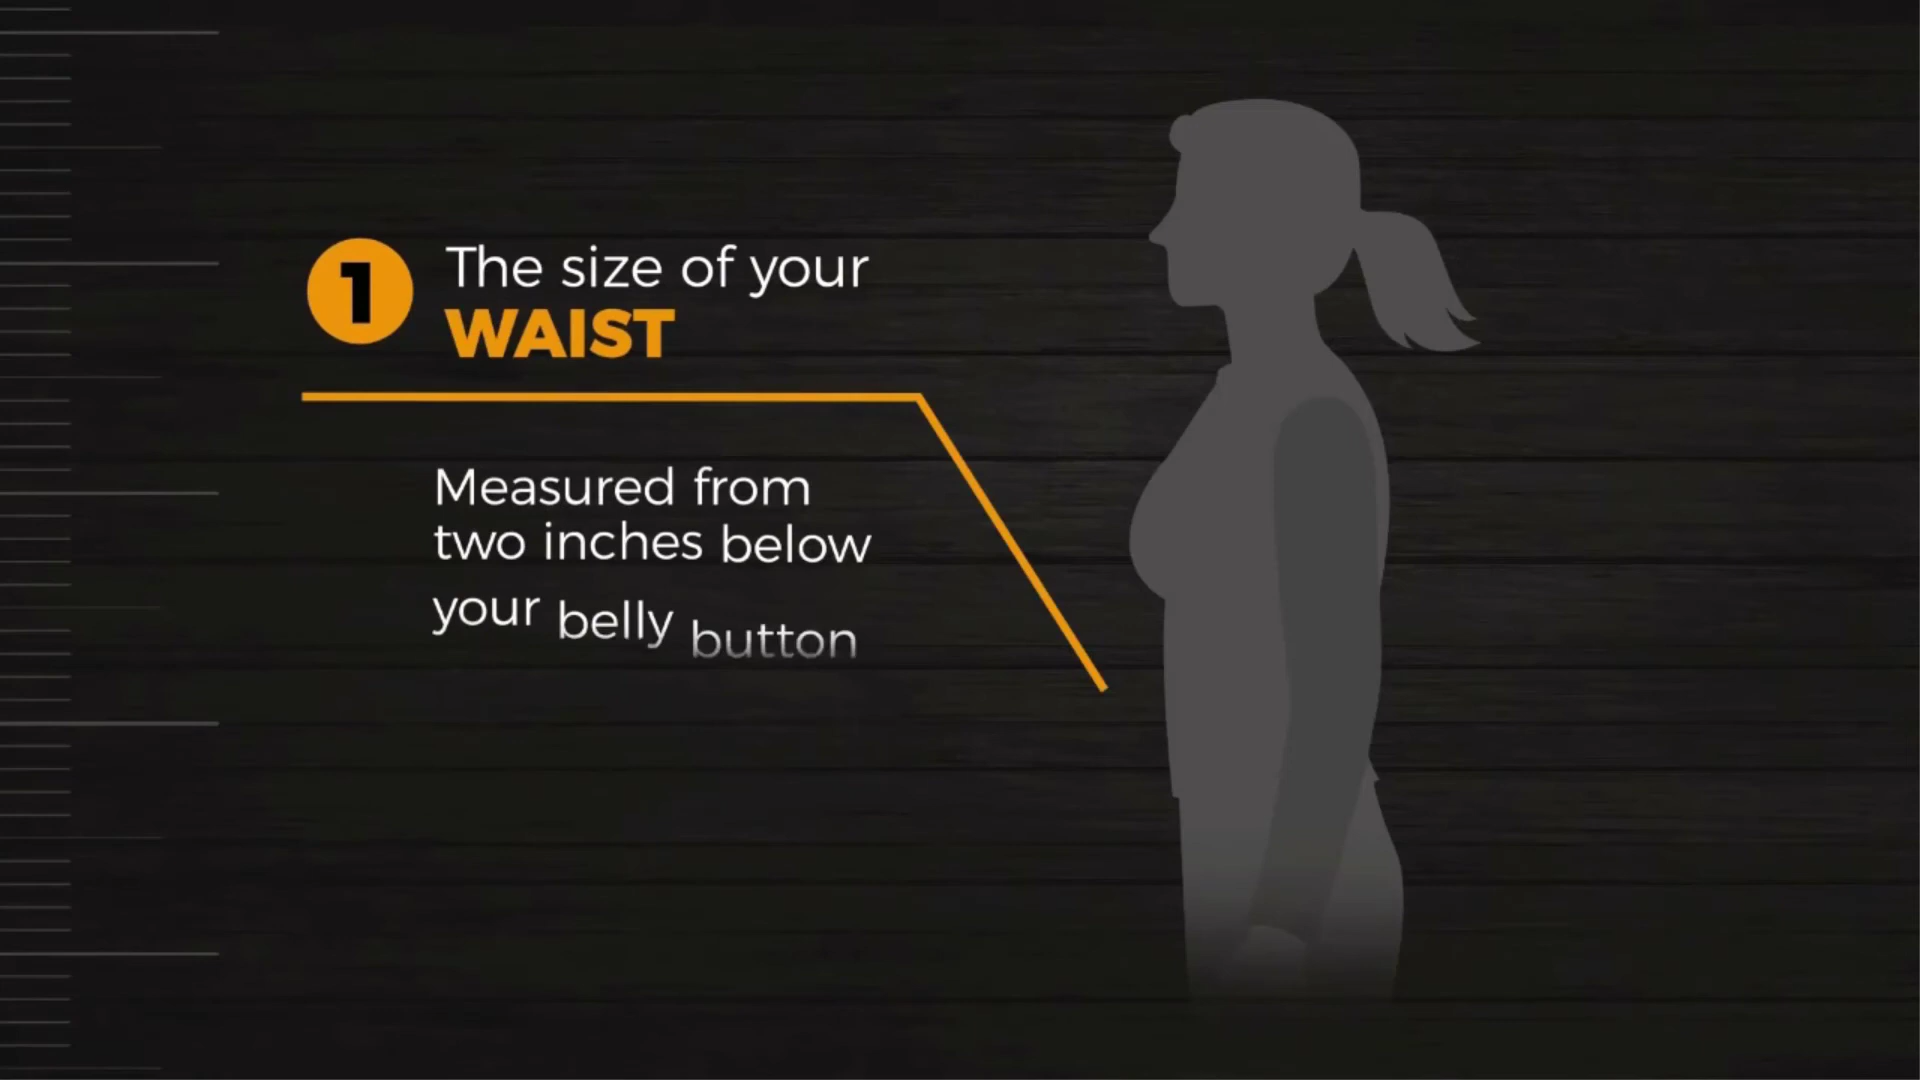 1
The size of your
WAIST
Measured from
two inches below
your belly button